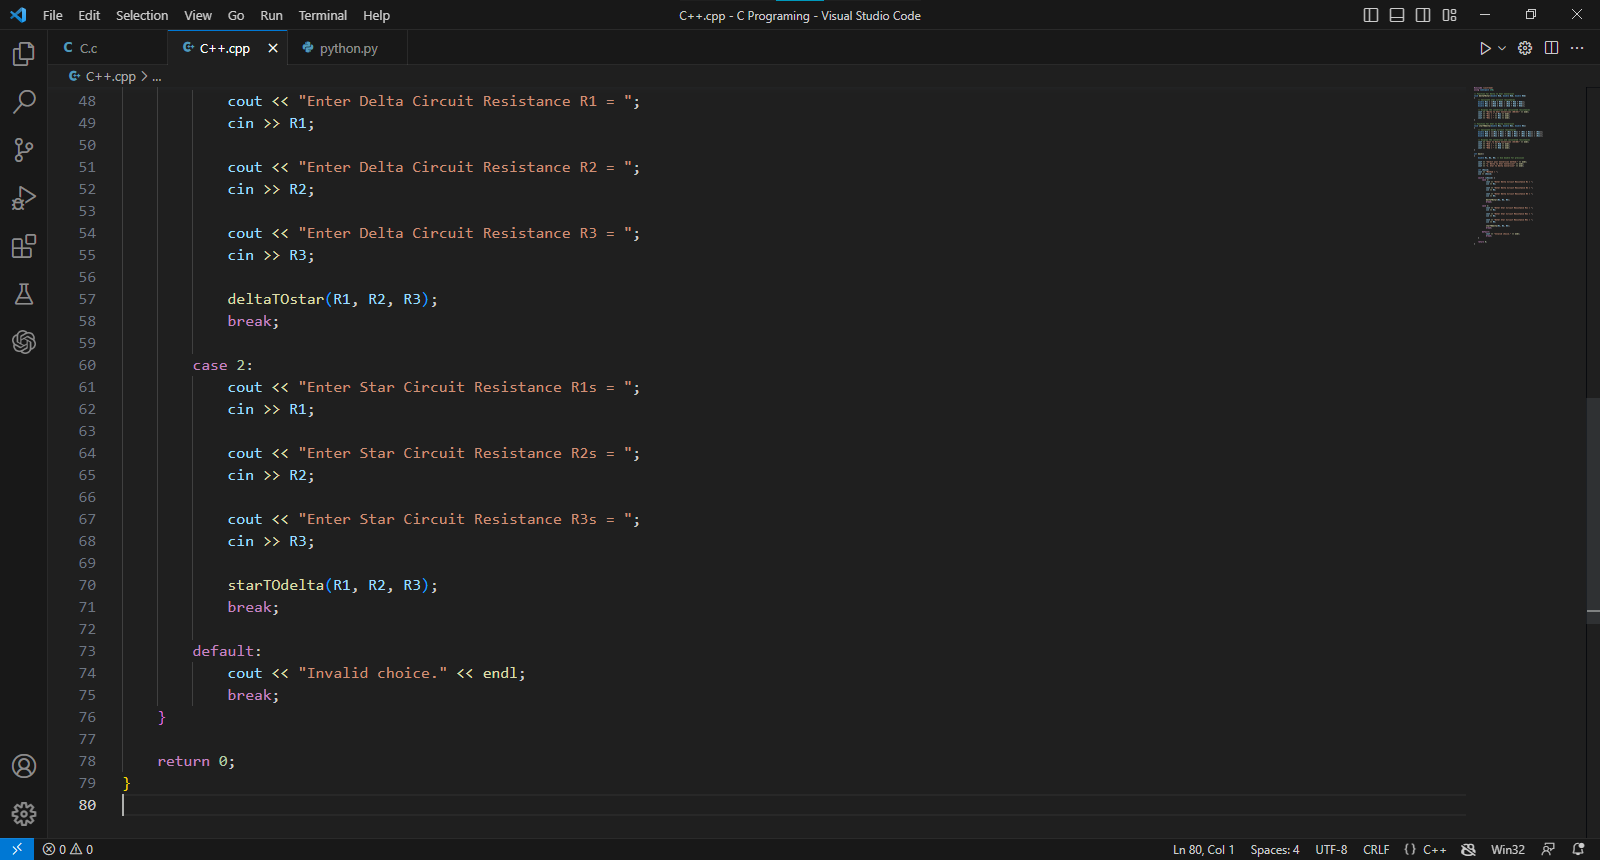 File Edit Selection View Go Run Terminal Help
C++.cpp - C Programing - Visual Studio Code
C C.c
C++.cpp
python.py
C++.cpp > ...
48 cout << "Enter Delta Circuit Resistance R1 = ";
49 cin >> R1;
50
51 cout << "Enter Delta Circuit Resistance R2 = ";
52 cin >> R2;
53
54 cout << "Enter Delta Circuit Resistance R3 = ";
55 cin >> R3;
56
57 deltaTOstar(R1, R2, R3);
58 break;
59
60 case 2:
61 cout << "Enter Star Circuit Resistance R1s = ";
62 cin >> R1;
63
64 cout << "Enter Star Circuit Resistance R2s = ";
65 cin >> R2;
66
67 cout << "Enter Star Circuit Resistance R3s = ";
68 cin >> R3;
69
70 starTOdelta(R1, R2, R3);
71 break;
72
73 default:
74 cout << "Invalid choice." << endl;
75 break;
76 }
77
78 return 0;
79 }
80
0 0
Ln 80, Col 1 Spaces: 4 UTF-8 CRLF {} C++ Win32